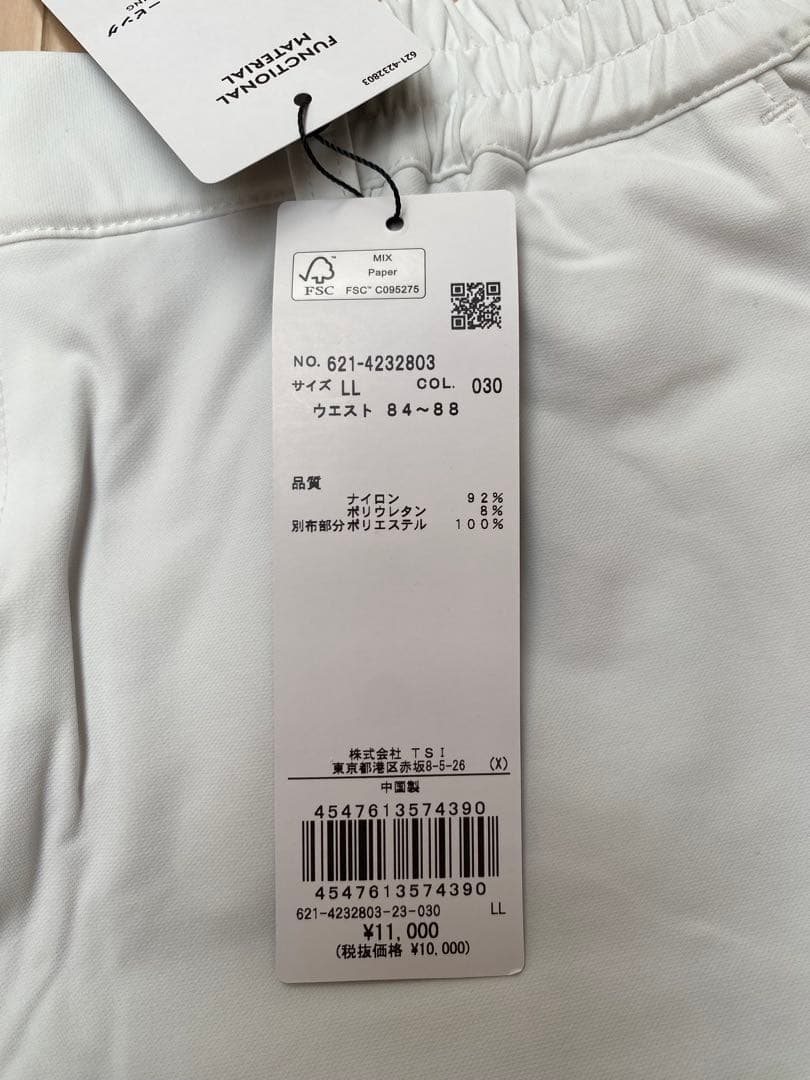 ーピング
FUNCTIONAL
MATERIAL
621-4232803
MIX
Paper
FSC™ C095275
FSC
NO. 621-4232803
サイズ LL COL. 030
ウエスト 84～88
品質
ナイロン 92%
ポリウレタン 8%
別布部分ポリエステル 100%
株式会社 TSI
東京都港区赤坂8-5-26 (X)
中国製
4547613574390
4547613574390
621-4232803-23-030 LL
¥11,000
(税抜価格 ¥10,000)